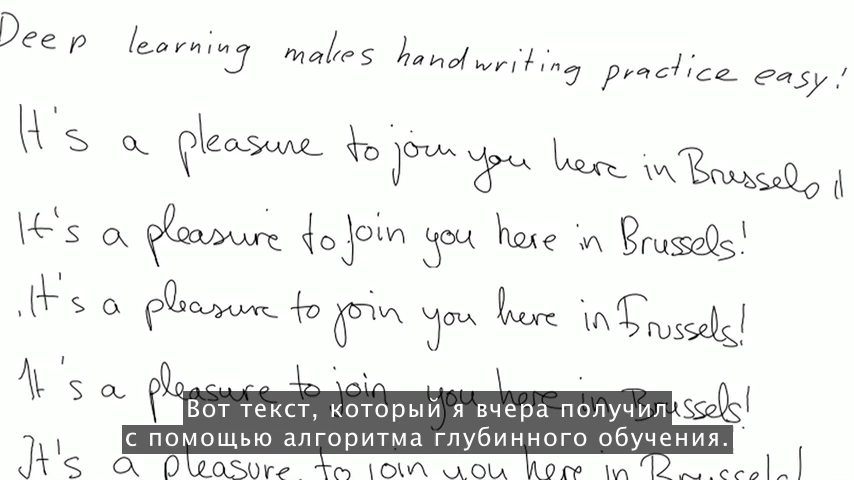 Deep learning makes handwriting practice easy!
It's a pleasure to join you here in Brussels!
It's a pleasure to join you here in Brussels!
.It's a pleasure to join you here in Brussels!
It's a pleasure to join you here in Brussels!
Вот текст, который я вчера получил
с помощью алгоритма глубинного обучения.
It's a pleasure to join you here in Brussels!